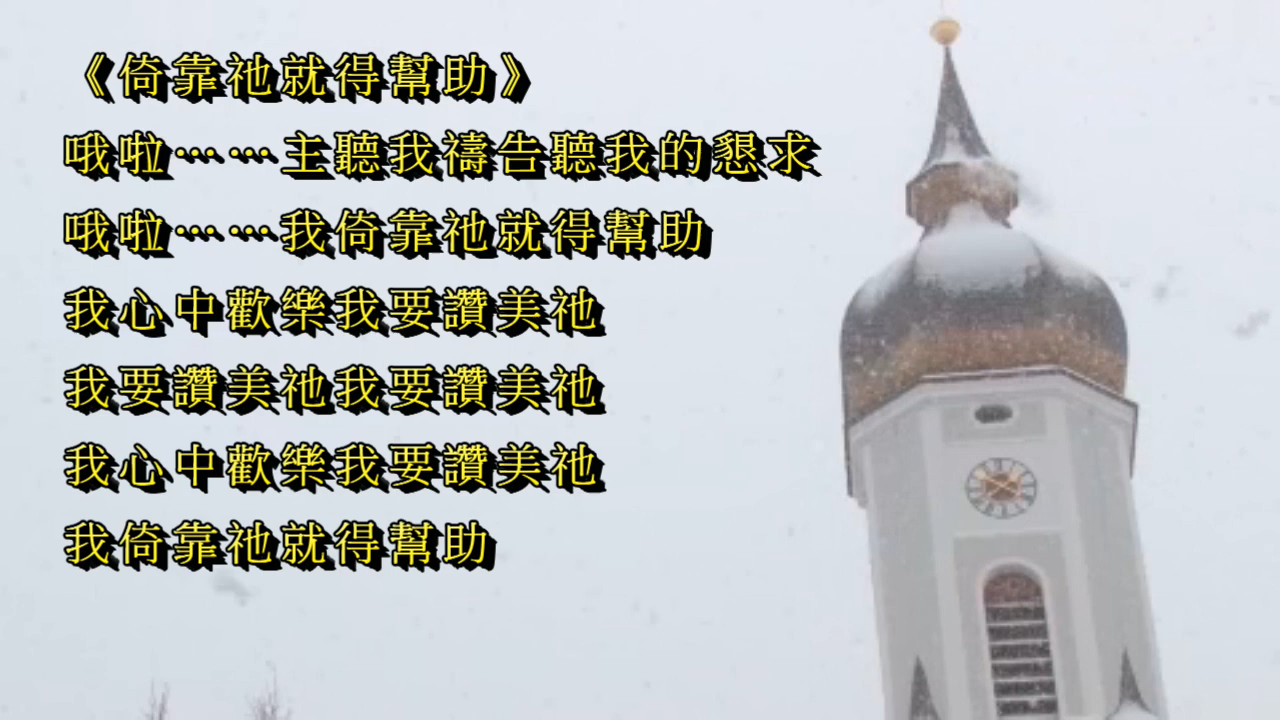 《倚靠祂就得幫助》
哦啦……主聽我禱告聽我的懇求
哦啦……我倚靠祂就得幫助
我心中歡樂我要讚美祂
我要讚美祂我要讚美祂
我心中歡樂我要讚美祂
我倚靠祂就得幫助